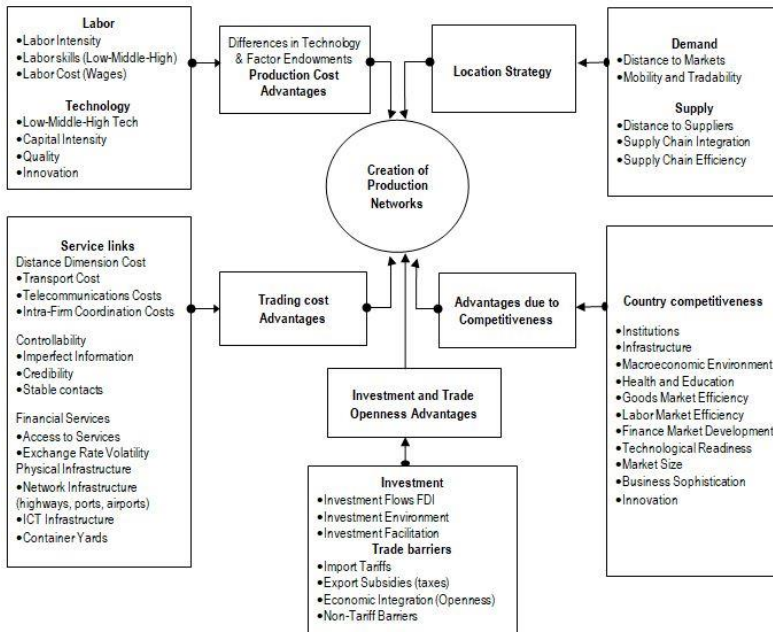 Labor
•Labor Intensity
•Labor skills (Low-Middle-High)
•Labor Cost (Wages)
Technology
•Low-Middle-High Tech
•Capital Intensity
•Quality
•Innovation
Differences in Technology
& Factor Endowments
Production Cost
Advantages
Location Strategy
Demand
•Distance to Markets
•Mobility and Tradability
Supply
•Distance to Suppliers
•Supply Chain Integration
•Supply Chain Efficiency
Creation of
Production
Networks
Service links
Distance Dimension Cost
•Transport Cost
•Telecommunications Costs
•Intra-Firm Coordination Costs
Controllability
•Imperfect Information
•Credibility
•Stable contacts
Financial Services
•Access to Services
•Exchange Rate Volatility
Physical Infrastructure
•Network Infrastructure
(highways, ports, airports)
•ICT Infrastructure
•Container Yards
Trading cost
Advantages
Advantages due to
Competitiveness
Country competitiveness
•Institutions
•Infrastructure
•Macroeconomic Environment
•Health and Education
•Goods Market Efficiency
•Labor Market Efficiency
•Finance Market Development
•Technological Readiness
•Market Size
•Business Sophistication
•Innovation
Investment and Trade
Openness Advantages
Investment
•Investment Flows FDI
•Investment Environment
•Investment Facilitation
Trade barriers
•Import Tariffs
•Export Subsidies (taxes)
•Economic Integration (Openness)
•Non-Tariff Barriers